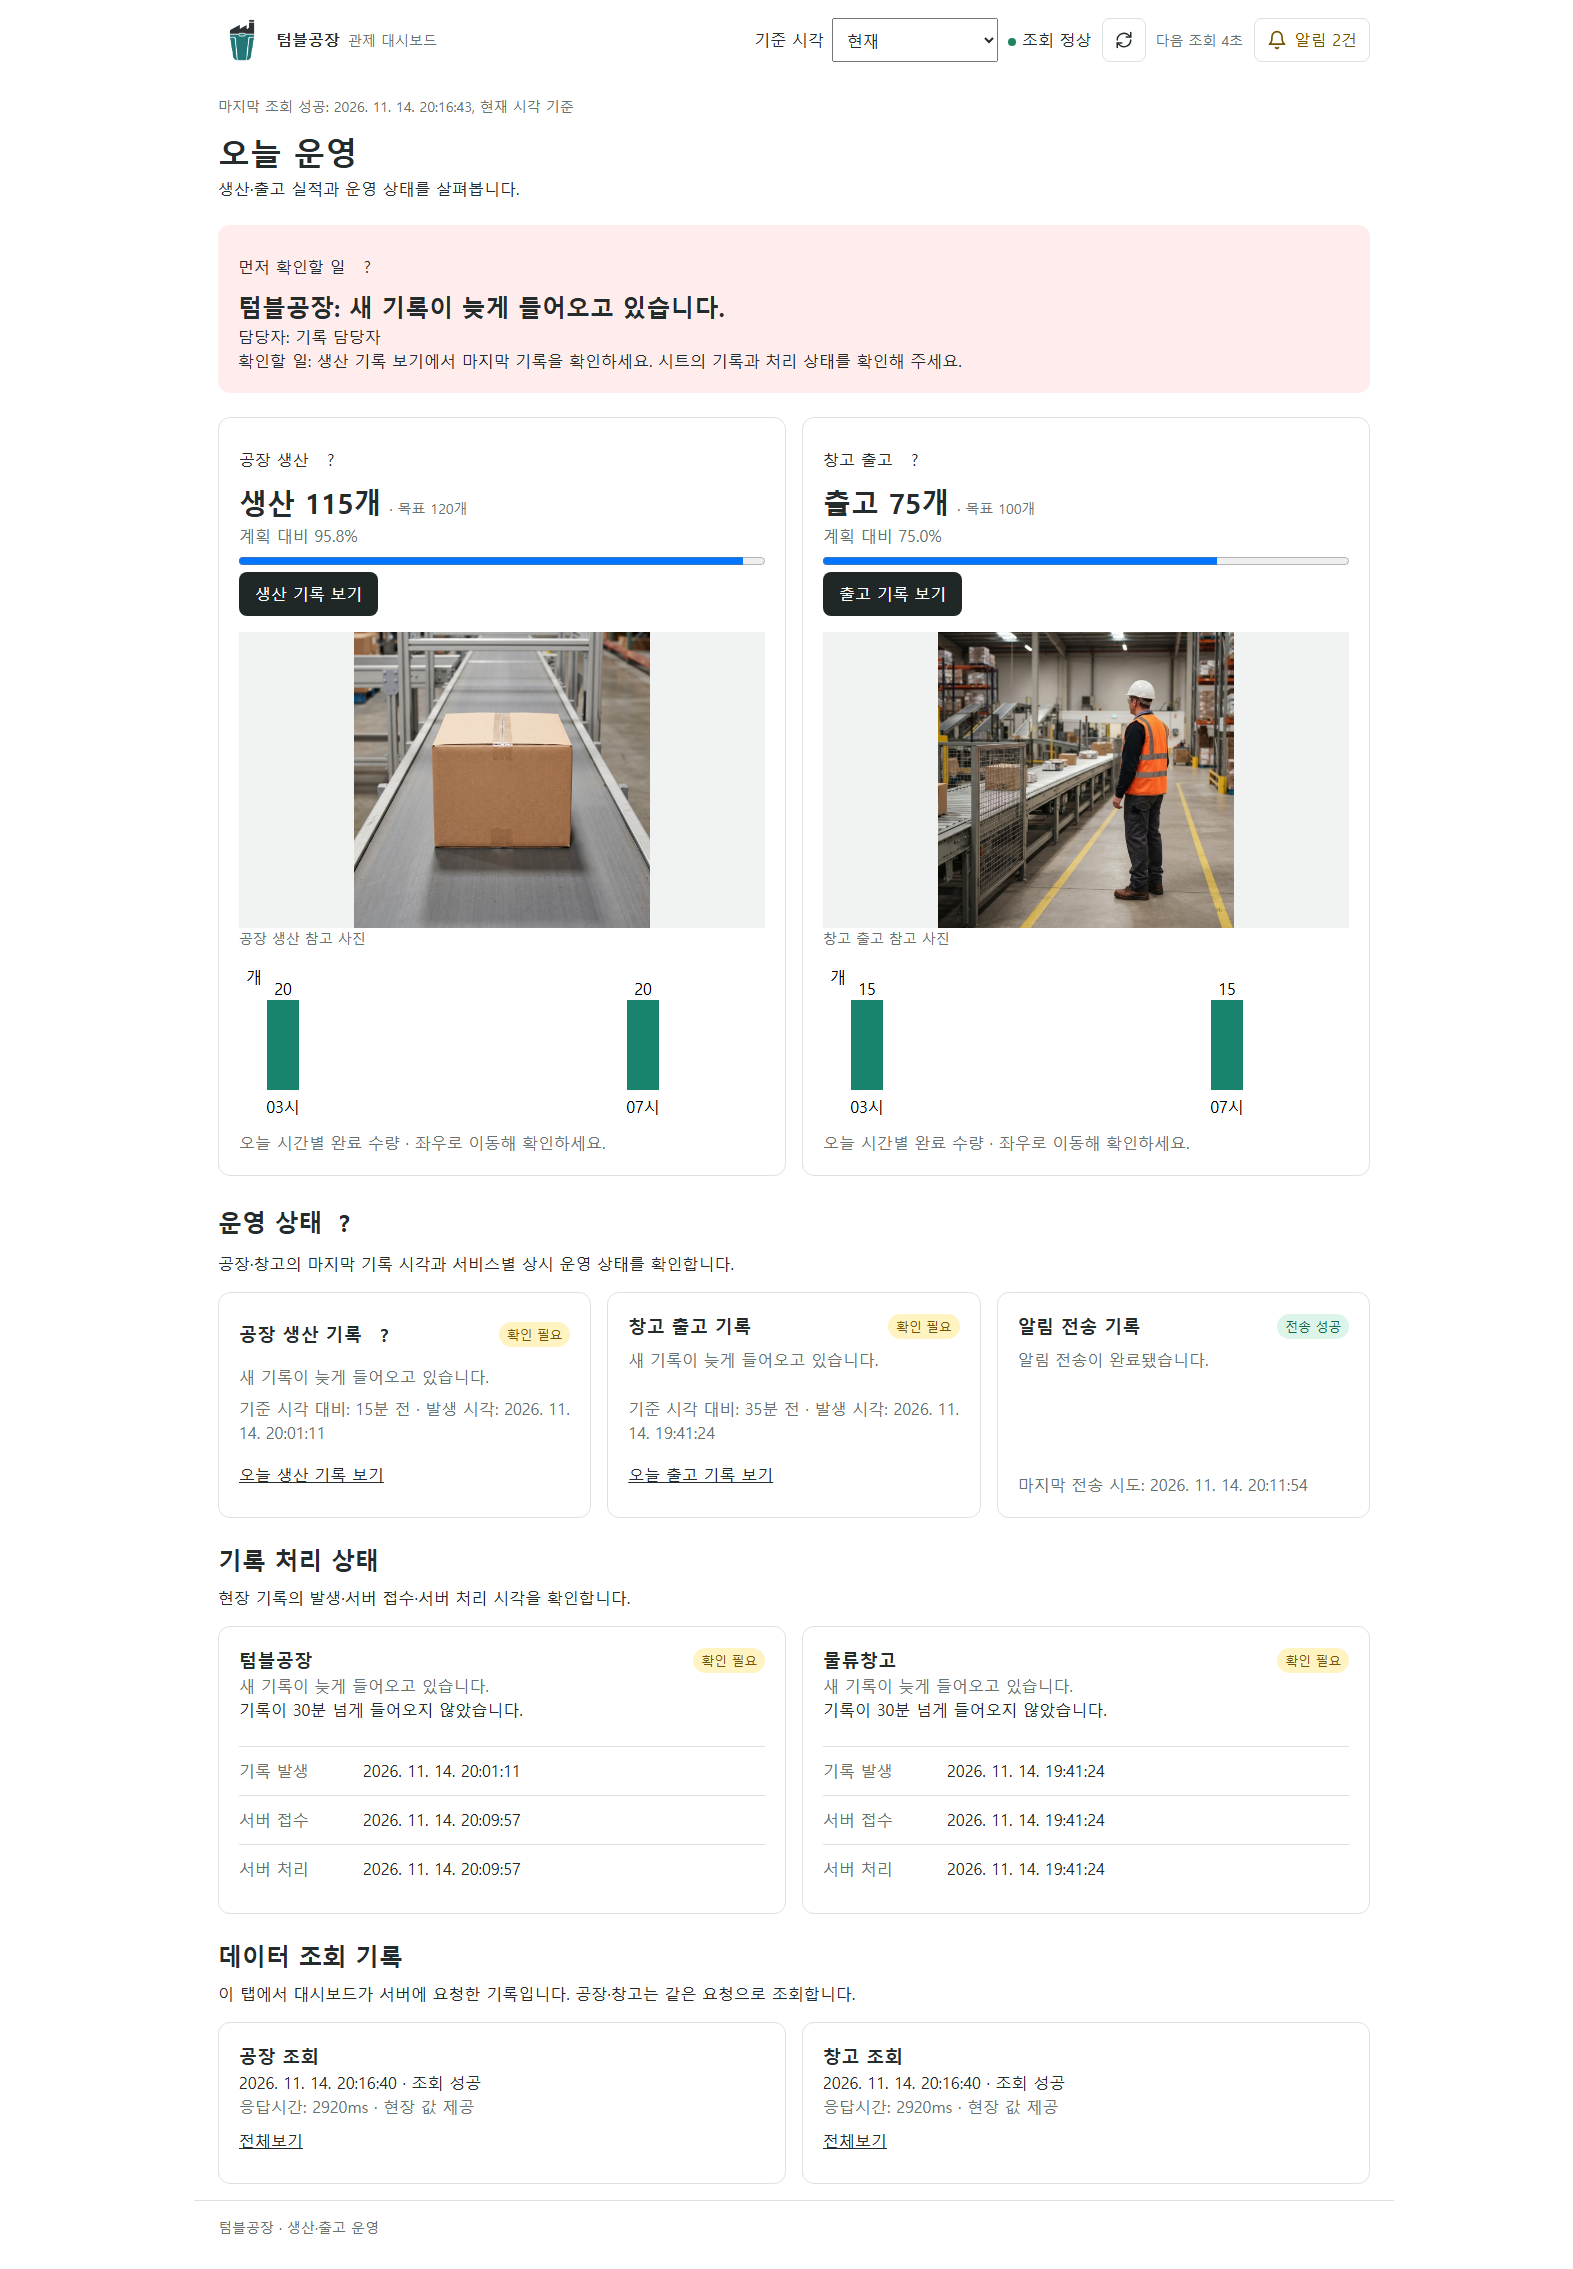 텀블공장 관제 대시보드
기준 시각 현재 조회 정상 다음 조회 4초 알림 2건
마지막 조회 성공: 2026. 11. 14. 20:16:43, 현재 시각 기준
오늘 운영
생산·출고 실적과 운영 상태를 살펴봅니다.
먼저 확인할 일 ?
텀블공장: 새 기록이 늦게 들어오고 있습니다.
담당자: 기록 담당자
확인할 일: 생산 기록 보기에서 마지막 기록을 확인하세요. 시트의 기록과 처리 상태를 확인해 주세요.
공장 생산 ?
생산 115개 · 목표 120개
계획 대비 95.8%
생산 기록 보기
공장 생산 참고 사진
개
20 20
03시 07시
오늘 시간별 완료 수량 · 좌우로 이동해 확인하세요.
창고 출고 ?
출고 75개 · 목표 100개
계획 대비 75.0%
출고 기록 보기
창고 출고 참고 사진
개
15 15
03시 07시
오늘 시간별 완료 수량 · 좌우로 이동해 확인하세요.
운영 상태 ?
공장·창고의 마지막 기록 시각과 서비스별 상시 운영 상태를 확인합니다.
공장 생산 기록 ? 확인 필요
새 기록이 늦게 들어오고 있습니다.
기준 시각 대비: 15분 전 · 발생 시각: 2026. 11.
14. 20:01:11
오늘 생산 기록 보기
창고 출고 기록 확인 필요
새 기록이 늦게 들어오고 있습니다.
기준 시각 대비: 35분 전 · 발생 시각: 2026. 11.
14. 19:41:24
오늘 출고 기록 보기
알림 전송 기록 전송 성공
알림 전송이 완료됐습니다.
마지막 전송 시도: 2026. 11. 14. 20:11:54
기록 처리 상태
현장 기록의 발생·서버 접수·서버 처리 시각을 확인합니다.
텀블공장 확인 필요
새 기록이 늦게 들어오고 있습니다.
기록이 30분 넘게 들어오지 않았습니다.
기록 발생 2026. 11. 14. 20:01:11
서버 접수 2026. 11. 14. 20:09:57
서버 처리 2026. 11. 14. 20:09:57
물류창고 확인 필요
새 기록이 늦게 들어오고 있습니다.
기록이 30분 넘게 들어오지 않았습니다.
기록 발생 2026. 11. 14. 19:41:24
서버 접수 2026. 11. 14. 19:41:24
서버 처리 2026. 11. 14. 19:41:24
데이터 조회 기록
이 탭에서 대시보드가 서버에 요청한 기록입니다. 공장·창고는 같은 요청으로 조회합니다.
공장 조회
2026. 11. 14. 20:16:40 · 조회 성공
응답시간: 2920ms · 현장 값 제공
전체보기
창고 조회
2026. 11. 14. 20:16:40 · 조회 성공
응답시간: 2920ms · 현장 값 제공
전체보기
텀블공장 · 생산·출고 운영